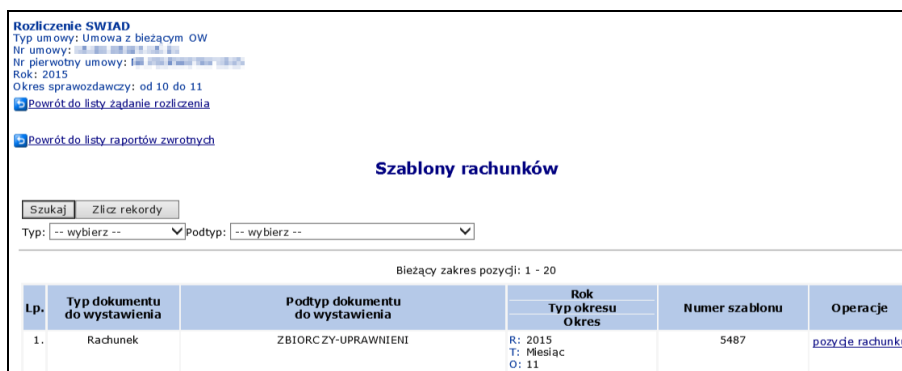 Rozliczenie SWIAD
Typ umowy: Umowa z bieżącym OW
Nr umowy:
Nr pierwotny umowy:
Rok: 2015
Okres sprawozdawczy: od 10 do 11
Powrót do listy żądanie rozliczenia
Powrót do listy raportów zwrotnych
Szablony rachunków
Szukaj Zlicz rekordy
Typ: -- wybierz -- Podtyp: -- wybierz --
Bieżący zakres pozycji: 1 - 20
Lp. Typ dokumentu do wystawienia Podtyp dokumentu do wystawienia Rok Typ okresu Okres Numer szablonu Operacje
1. Rachunek ZBIORCZY-UPRAWNIENI R: 2015 5487 pozycje rachunku
T: Miesiąc
O: 11